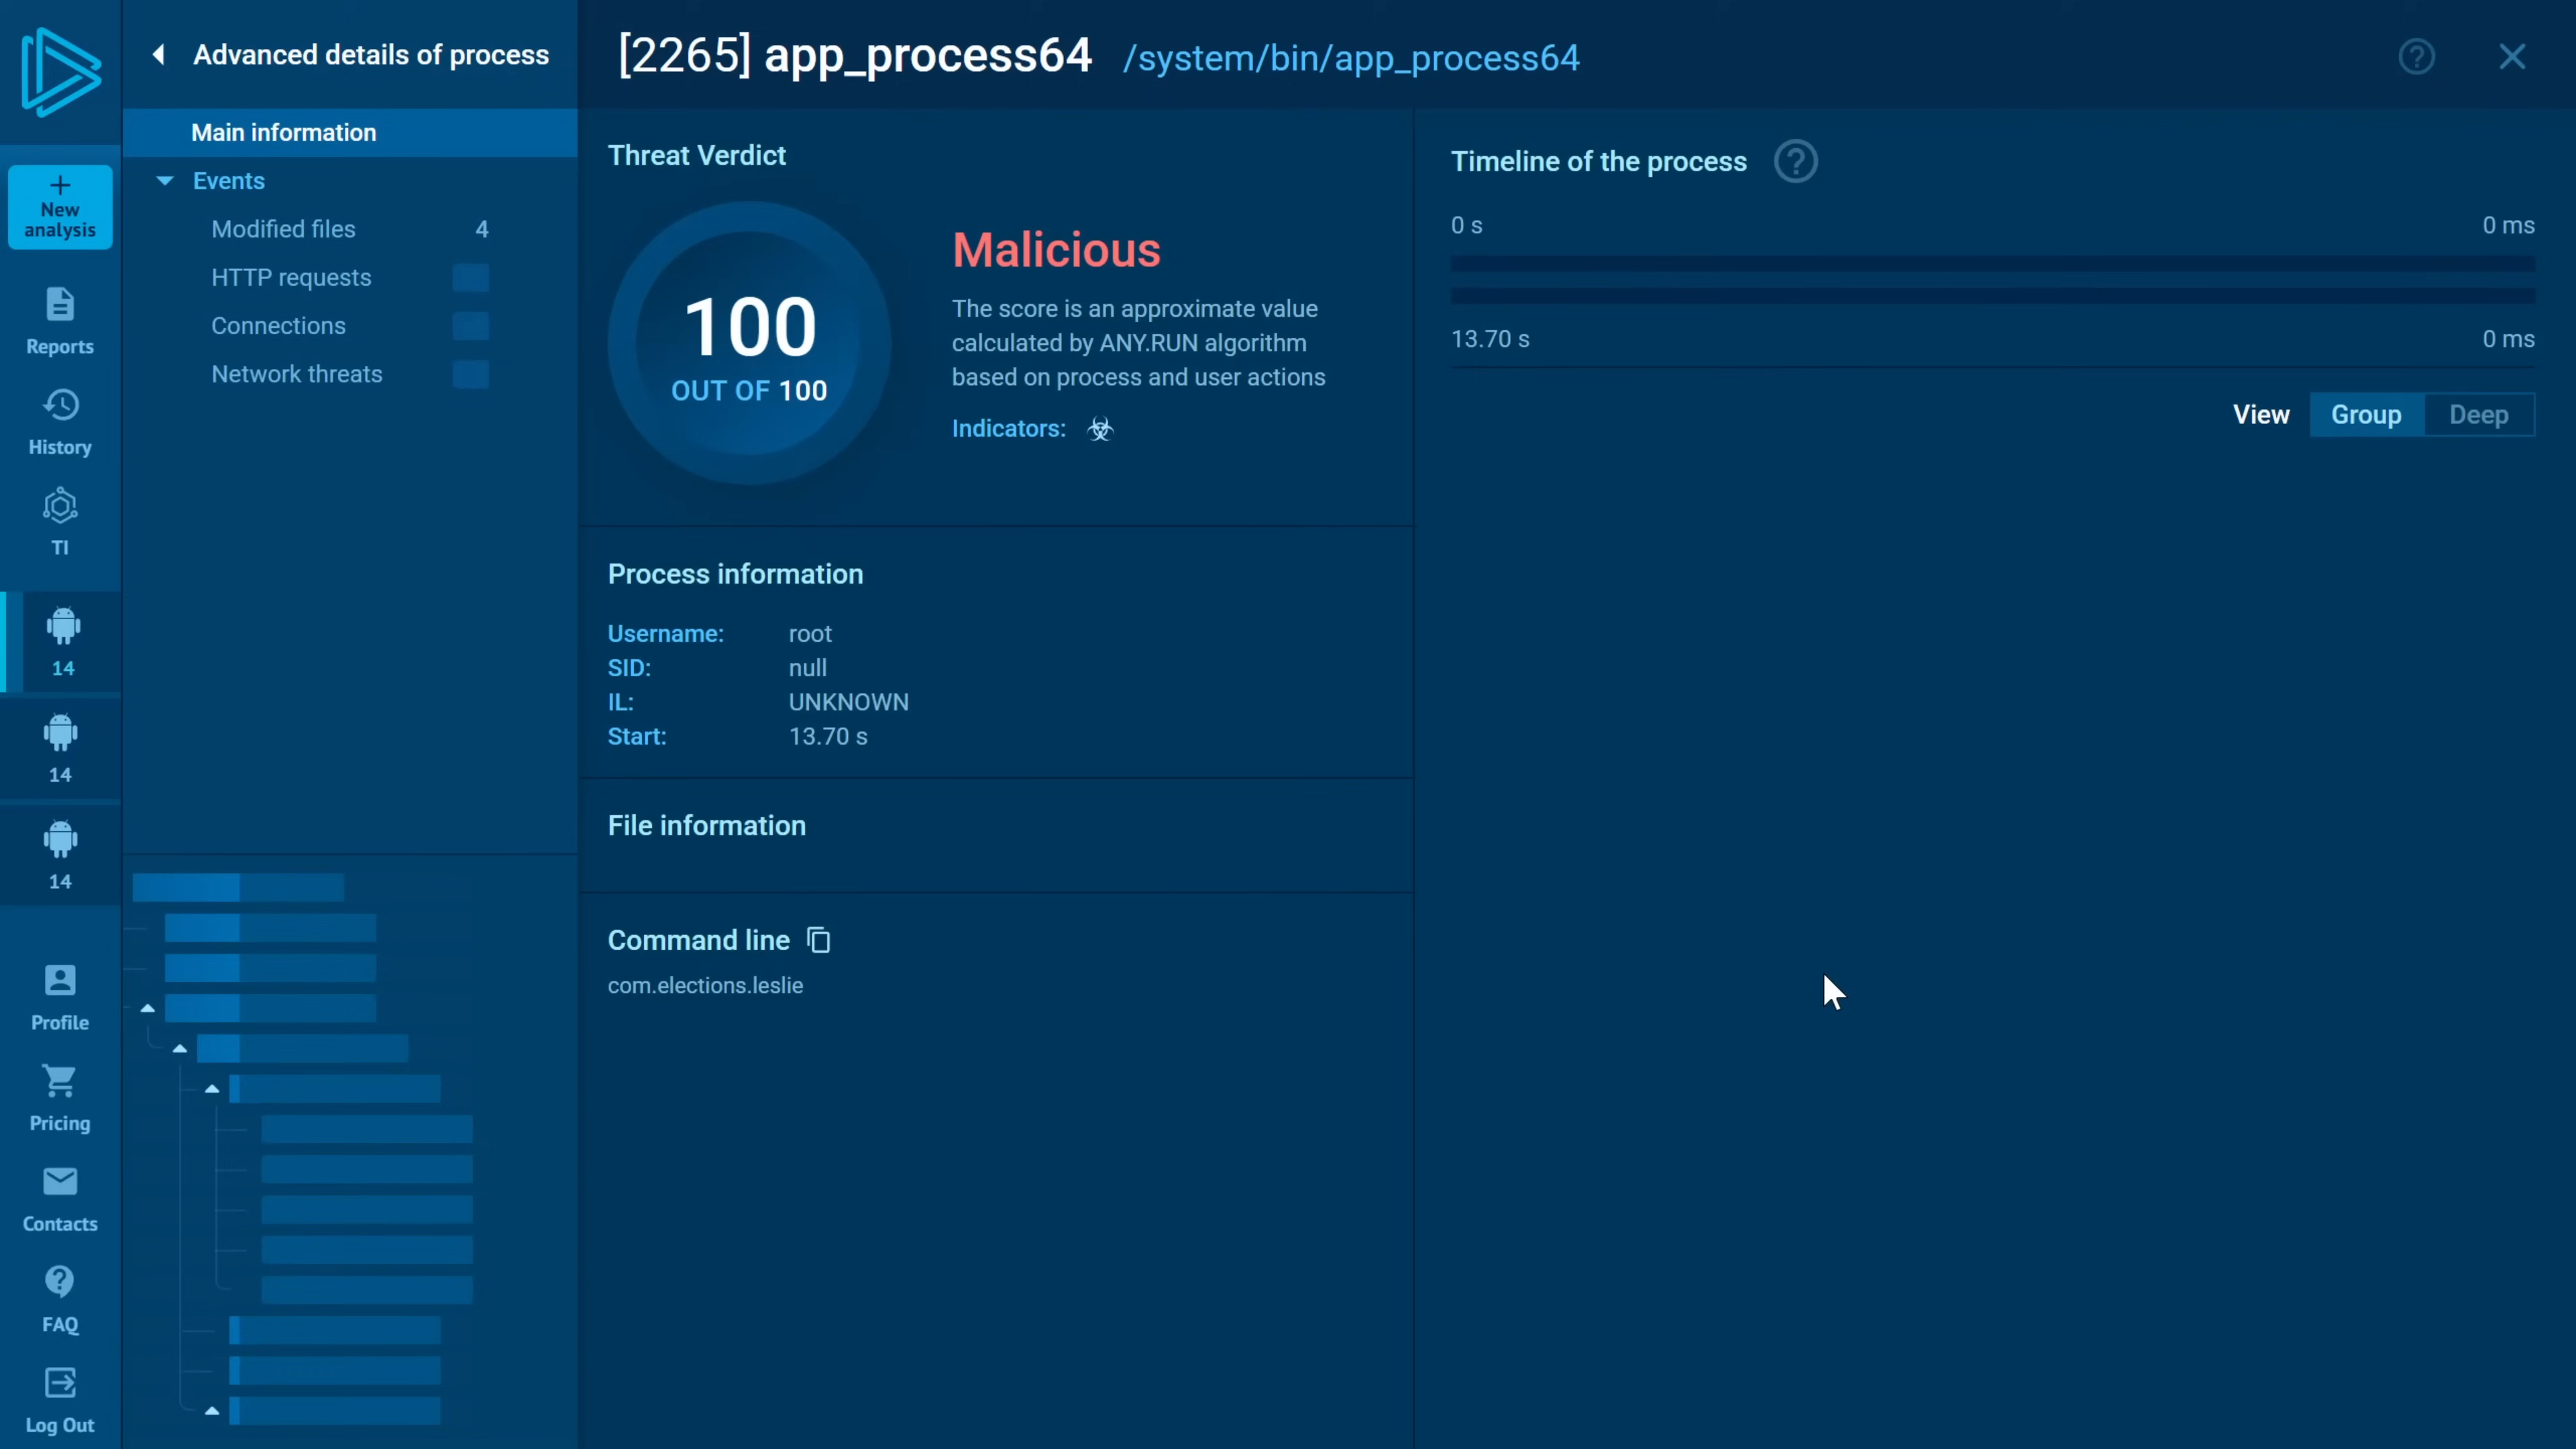 Advanced details of process
[2265] app_process64 /system/bin/app_process64
Main information
Events
Modified files 4
HTTP requests
Connections
Network threats
+
New
analysis
Reports
History
TI
14
14
14
Profile
Pricing
Contacts
FAQ
Log Out
Threat Verdict
100
OUT OF 100
Malicious
The score is an approximate value
calculated by ANY.RUN algorithm
based on process and user actions
Indicators:
Process information
Username: root
SID: null
IL: UNKNOWN
Start: 13.70 s
File information
Command line
com.elections.leslie
Timeline of the process
0 s 0 ms
13.70 s 0 ms
View Group Deep